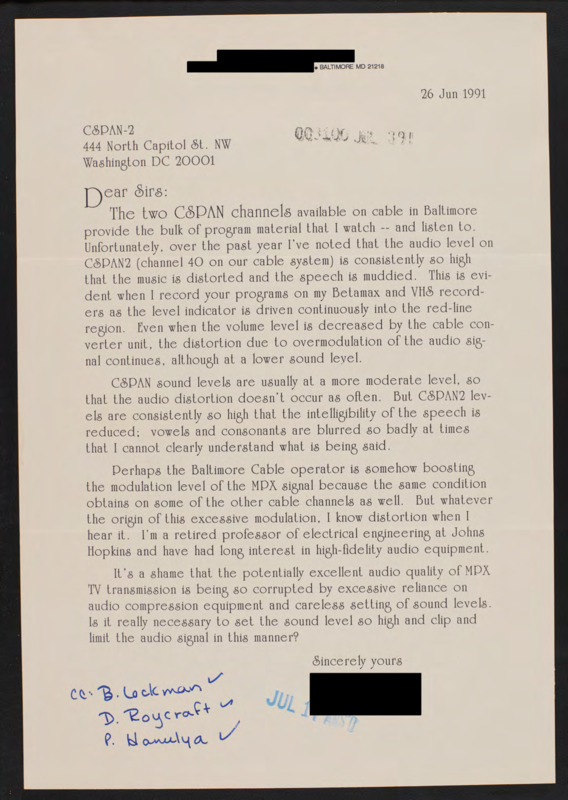 • BALTIMORE MD 21218
26 Jun 1991
CSPAN-2
444 North Capitol St. NW
Washington DC 20001
Dear Sirs:
The two CSPAN channels available on cable in Baltimore
provide the bulk of program material that I watch -- and listen to.
Unfortunately, over the past year I've noted that the audio level on
CSPAN2 (channel 40 on our cable system) is consistently so high
that the music is distorted and the speech is muddied. This is evi-
dent when I record your programs on my Betamax and VHS record-
ers as the level indicator is driven continuously into the red-line
region. Even when the volume level is decreased by the cable con-
verter unit, the distortion due to overmodulation of the audio sig-
nal continues, although at a lower sound level.
CSPAN sound levels are usually at a more moderate level, so
that the audio distortion doesn't occur as often. But CSPAN2 lev-
els are consistently so high that the intelligibility of the speech is
reduced; vowels and consonants are blurred so badly at times
that I cannot clearly understand what is being said.
Perhaps the Baltimore Cable operator is somehow boosting
the modulation level of the MPX signal because the same condition
obtains on some of the other cable channels as well. But whatever
the origin of this excessive modulation, I know distortion when I
hear it. I'm a retired professor of electrical engineering at Johns
Hopkins and have had long interest in high-fidelity audio equipment.
It's a shame that the potentially excellent audio quality of MPX
TV transmission is being so corrupted by excessive reliance on
audio compression equipment and careless setting of sound levels.
Is it really necessary to set the sound level so high and clip and
limit the audio signal in this manner?
Sincerely yours
cc: B. Lockman ✓
D. Roycraft ✓
P. Hanulya ✓
JUL